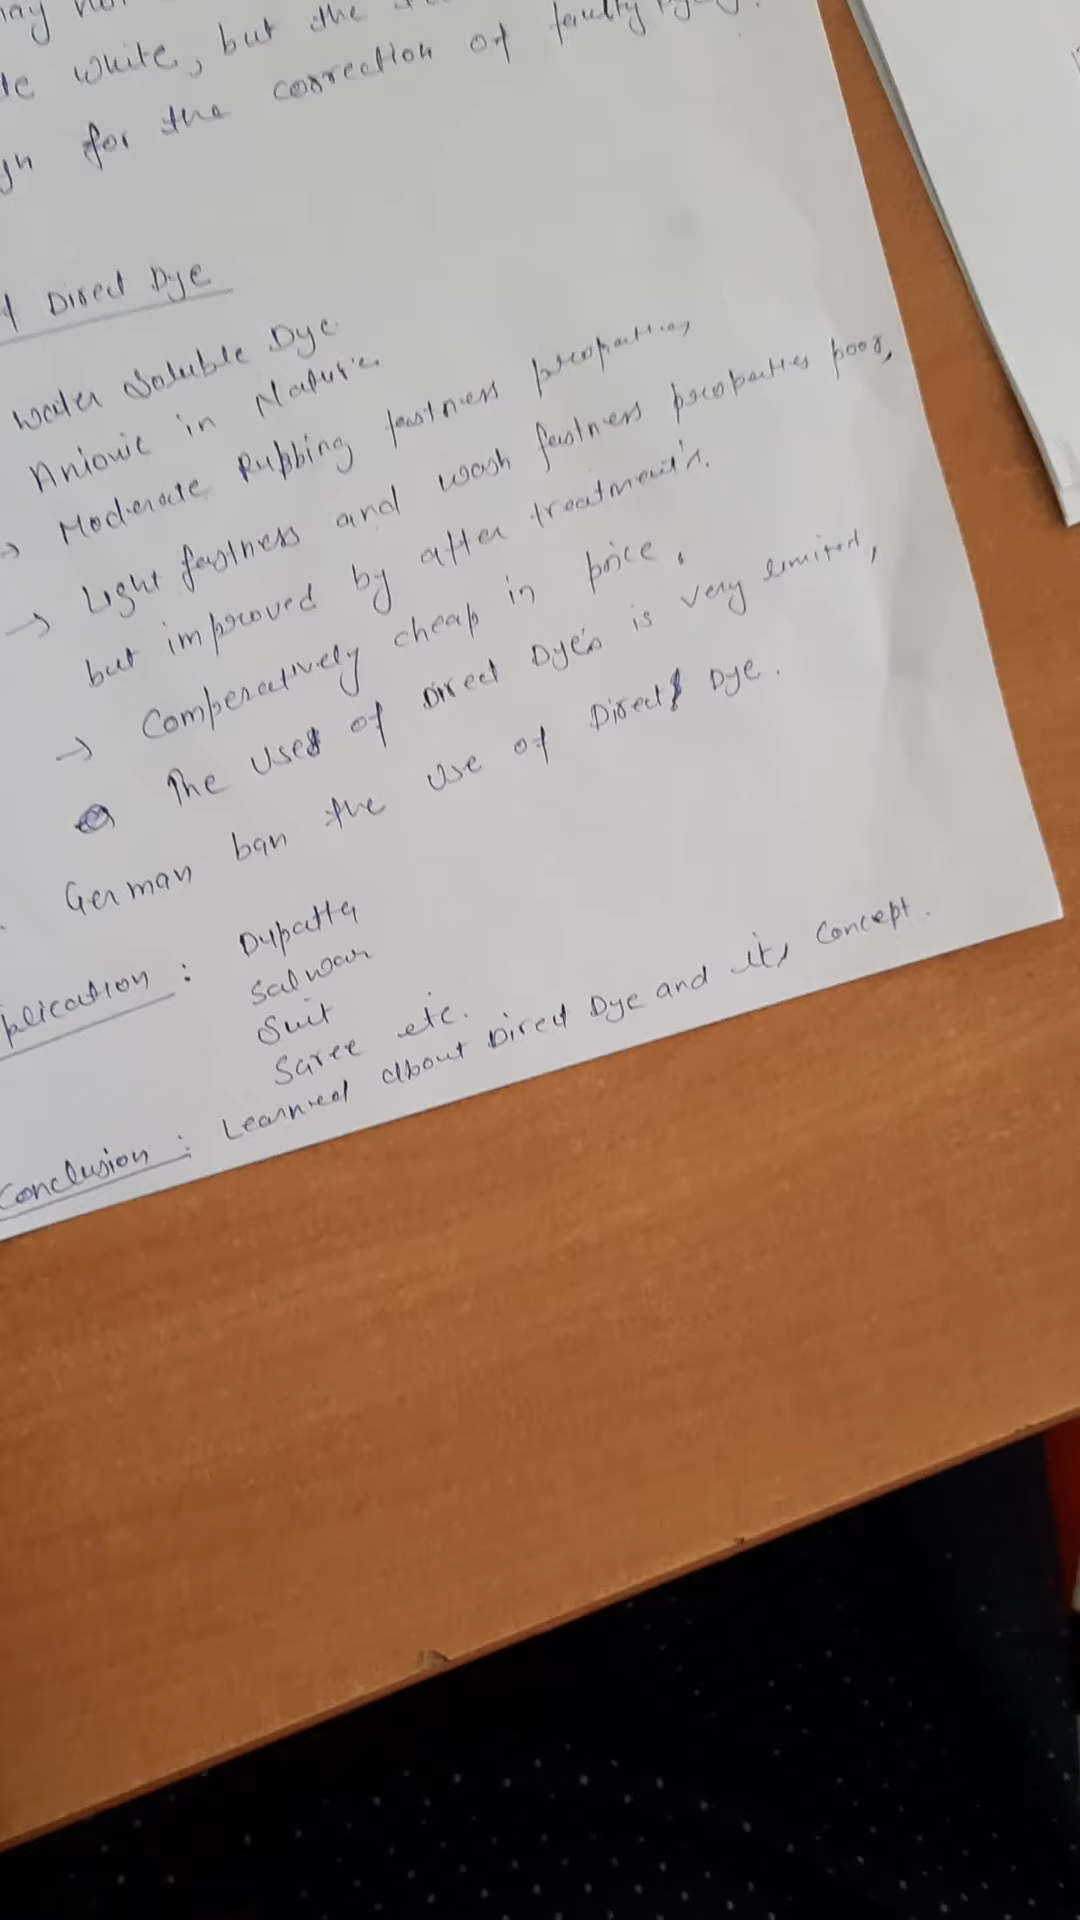 white, but the
for the correction of faulty
Direct Dye
Water Soluble Dye
Anionic in Nature.
→ Moderate Rubbing fastness properties
→ Light fastness and wash fastness properties poor,
but improved by after treatment's.
→ Comperatively cheap in price.
The Uses of Direct Dye's is very limited,
German ban the use of Direct Dye.
plication : Dupatta
Salwar
Suit
Saree etc.
Conclusion : Learned about Direct Dye and its Concept.